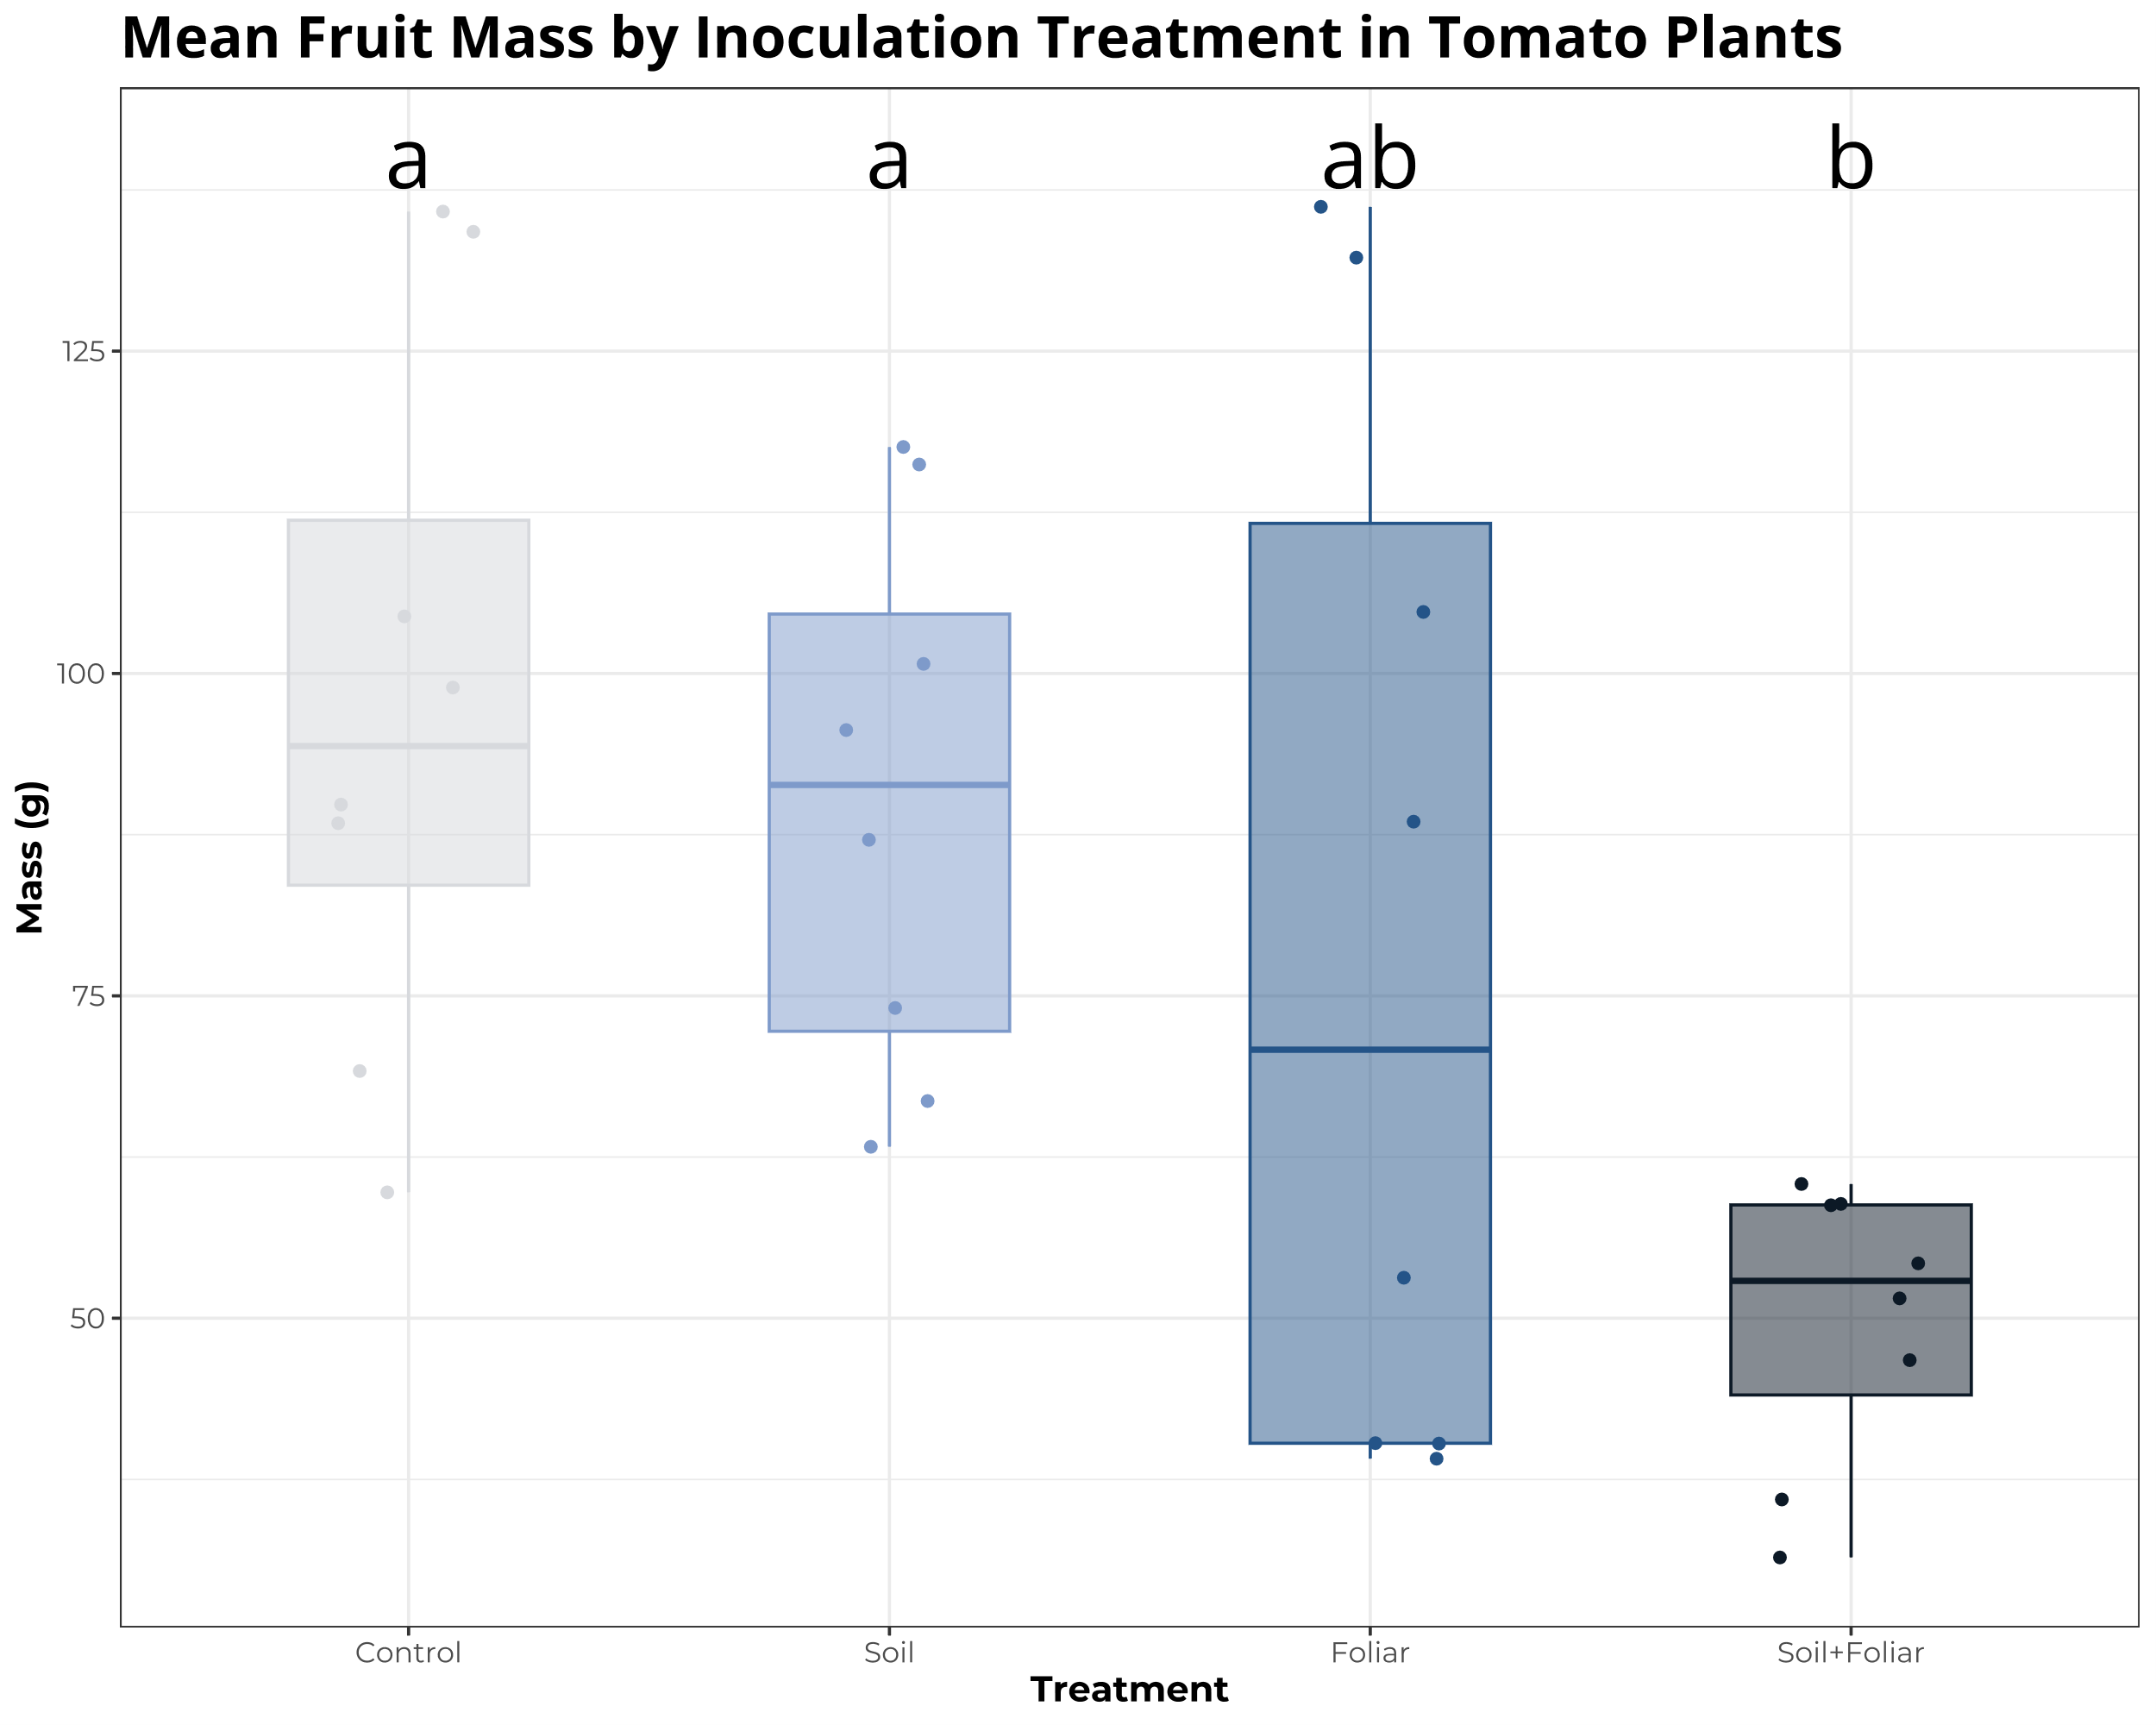 Mean Fruit Mass by Inoculation Treatment in Tomato Plants
a a ab b
125
100
75
50
Mass (g)
Control Soil Foliar Soil+Foliar
Treatment